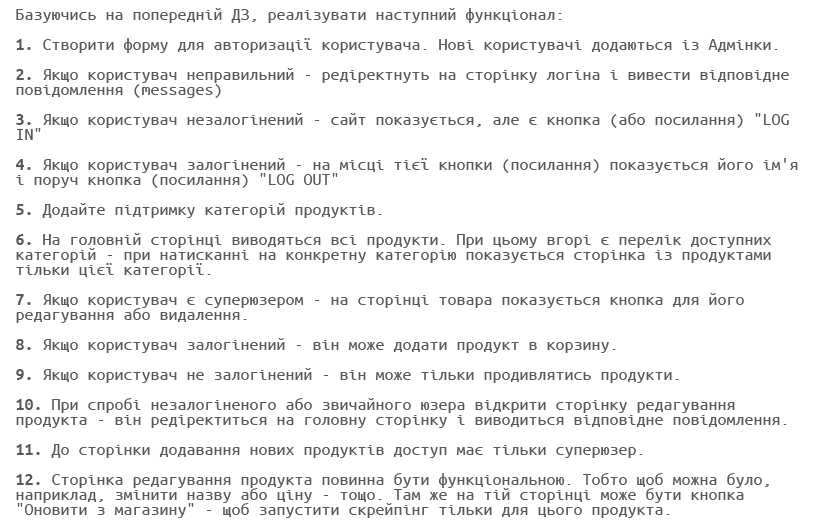 Базуючись на попередній ДЗ, реалізувати наступний функціонал:
1. Створити форму для авторизації користувача. Нові користувачі додаються із Адмінки.
2. Якщо користувач неправильний - редіректнуть на сторінку логіна і вивести відповідне
повідомлення (messages)
3. Якщо користувач незалогінений - сайт показується, але є кнопка (або посилання) "LOG
IN"
4. Якщо користувач залогінений - на місці тієї кнопки (посилання) показується його ім'я
і поруч кнопка (посилання) "LOG OUT"
5. Додайте підтримку категорій продуктів.
6. На головній сторінці виводяться всі продукти. При цьому вгорі є перелік доступних
категорій - при натисканні на конкретну категорію показується сторінка із продуктами
тільки цієї категорії.
7. Якщо користувач є суперюзером - на сторінці товара показується кнопка для його
редагування або видалення.
8. Якщо користувач залогінений - він може додати продукт в корзину.
9. Якщо користувач не залогінений - він може тільки продивлятись продукти.
10. При спробі незалогіненого або звичайного юзера відкрити сторінку редагування
продукта - він редіректиться на головну сторінку і виводиться відповідне повідомлення.
11. До сторінки додавання нових продуктів доступ має тільки суперюзер.
12. Сторінка редагування продукта повинна бути функціональною. Тобто щоб можна було,
наприклад, змінити назву або ціну - тощо. Там же на тій сторінці може бути кнопка
"Оновити з магазину" - щоб запустити скрейпінг тільки для цього продукта.